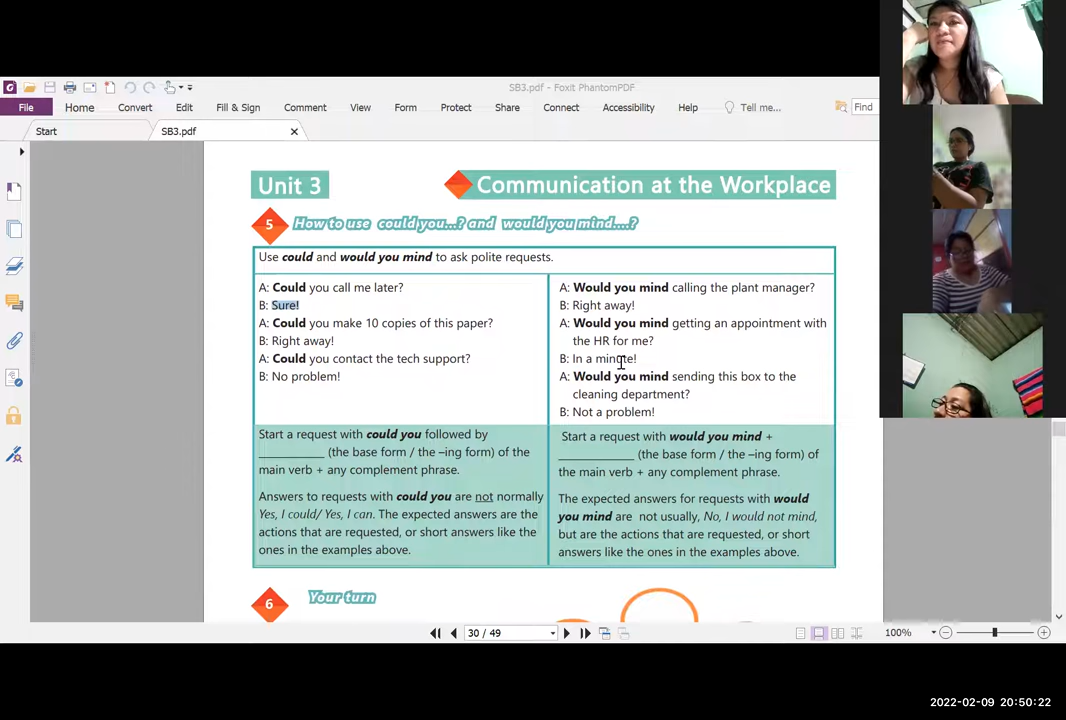 SB3.pdf - Foxit PhantomPDF
File Home Convert Edit Fill & Sign Comment View Form Protect Share Connect Accessibility Help Tell me... Find
Start SB3.pdf
Unit 3
Communication at the Workplace
5 How to use could you...? and would you mind....?
Use could and would you mind to ask polite requests.
A: Could you call me later?
B: Sure!
A: Could you make 10 copies of this paper?
B: Right away!
A: Could you contact the tech support?
B: No problem!
A: Would you mind calling the plant manager?
B: Right away!
A: Would you mind getting an appointment with
the HR for me?
B: In a minute!
A: Would you mind sending this box to the
cleaning department?
B: Not a problem!
Start a request with could you followed by
____________ (the base form / the –ing form) of the
main verb + any complement phrase.
Answers to requests with could you are not normally
Yes, I could/ Yes, I can. The expected answers are the
actions that are requested, or short answers like the
ones in the examples above.
Start a request with would you mind +
______________ (the base form / the –ing form) of
the main verb + any complement phrase.
The expected answers for requests with would
you mind are not usually, No, I would not mind,
but are the actions that are requested, or short
answers like the ones in the examples above.
6 Your turn
30 / 49
100%
2022-02-09 20:50:22